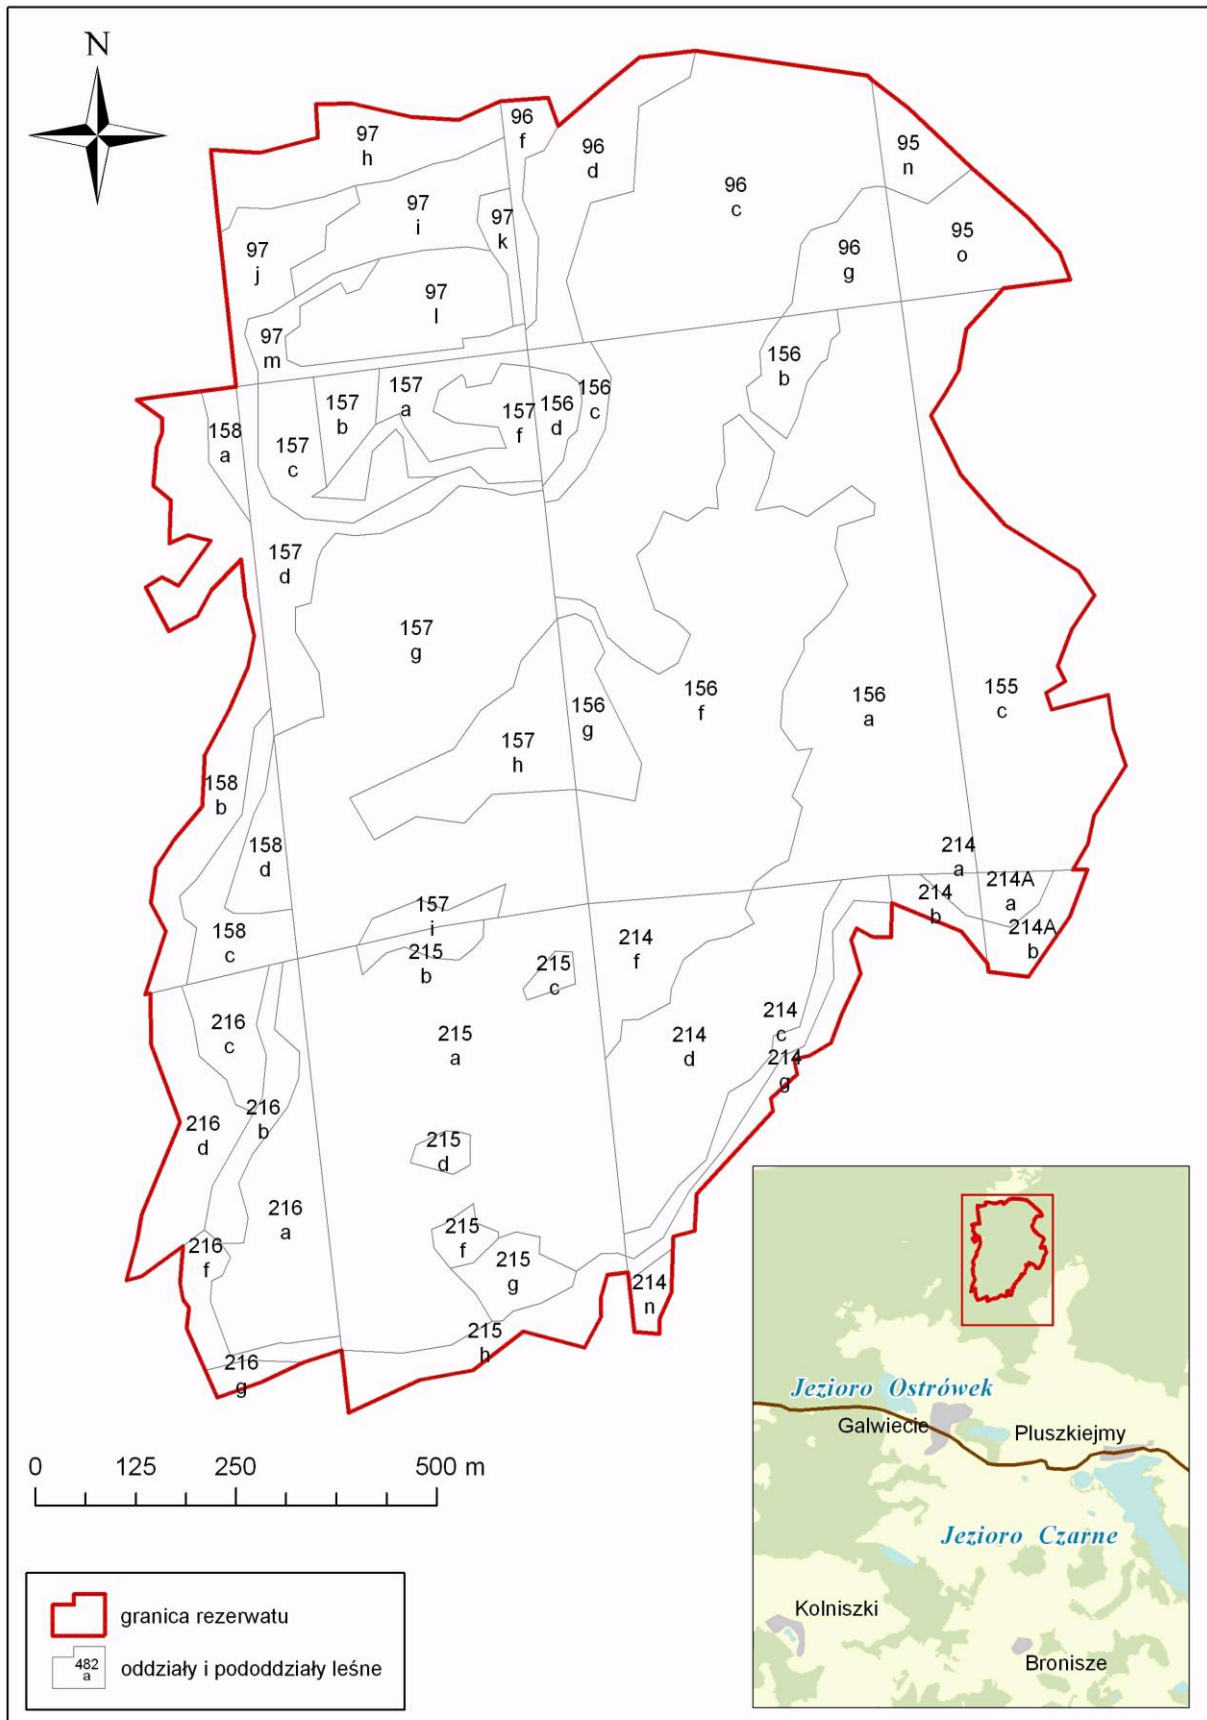 N
97
h
96
f
96
d
96
c
95
n
95
o
96
g
97
i
97
k
97
j
97
l
97
m
156
b
157
a
157
b
157
f
156
d
156
c
158
a
157
c
157
d
157
g
156
f
156
a
155
c
156
g
157
h
158
b
158
d
214
a
214A
a
214
b
214A
b
157
i
158
c
215
b
215
c
214
f
216
c
215
a
214
d
214
c
214
g
216
b
216
d
215
d
216
a
215
f
216
f
215
g
214
n
215
h
216
g
0 125 250 500 m
granica rezerwatu
482
a
oddziały i pododdziały leśne
Jezioro Ostrówek
Galwiecie
Pluszkiejmy
Jezioro Czarne
Kolniszki
Bronisze